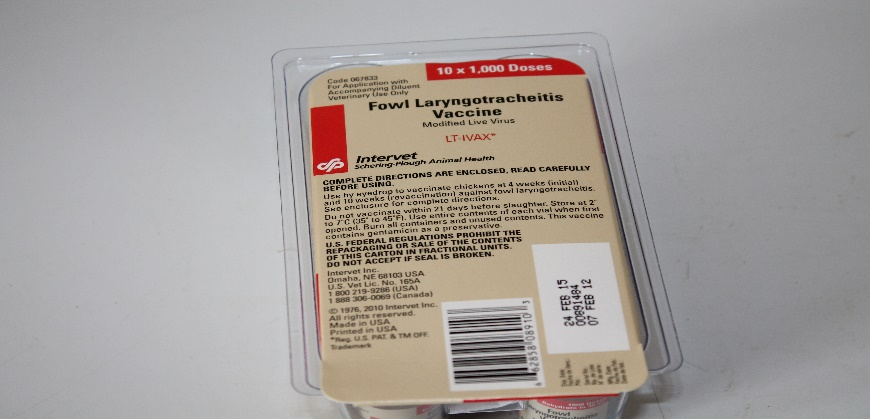 10 x 1,000 Doses
Code 067833
For Application with
Accompanying Diluent
Veterinary Use Only
Fowl Laryngotracheitis
Vaccine
Modified Live Virus
LT-IVAX™
Intervet
Schering-Plough Animal Health
COMPLETE DIRECTIONS ARE ENCLOSED, READ CAREFULLY
BEFORE USING.
Use by eyedrop to vaccinate chickens at 4 weeks (initial)
and 10 weeks (revaccination) against fowl laryngotracheitis.
See enclosure for complete directions.
Do not vaccinate within 21 days before slaughter. Store at 2°
to 7°C (35° to 45°F). Use entire contents of each vial when first
opened. Burn all containers and unused contents. This vaccine
contains gentamicin as a preservative.
U.S. FEDERAL REGULATIONS PROHIBIT THE
REPACKAGING OR SALE OF THE CONTENTS
OF THIS CARTON IN FRACTIONAL UNITS.
DO NOT ACCEPT IF SEAL IS BROKEN.
Intervet Inc.
Omaha, NE 68103 USA
U.S. Vet Lic. No. 165A
1 800 219-9286 (USA)
1 888 306-0069 (Canada)
© 1976, 2010 Intervet Inc.
All rights reserved.
Made in USA
Printed in USA
*Reg. U.S. PAT. & TM OFF.
Trademark
24 FEB 15
00891484
07 FEB 12
6 62858 08910 3
Fowl